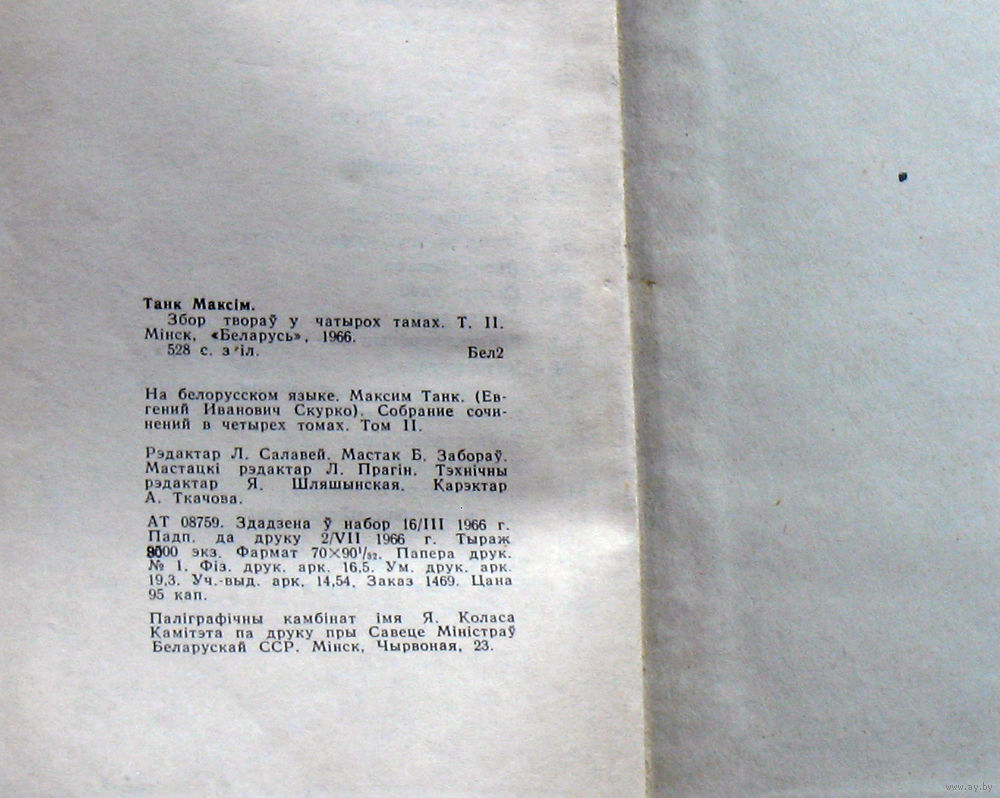 Танк Максім.
Збор твораў у чатырох тамах. Т. II.
Мінск, «Беларусь», 1966.
528 с. з іл. Бел2
На белорусском языке. Максим Танк. (Ев-
гений Иванович Скурко). Собрание сочи-
нений в четырех томах. Том II.
Рэдактар Л. Салавей. Мастак Б. Забораў.
Мастацкі рэдактар Л. Прагін. Тэхнічны
рэдактар Я. Шляшынская. Карэктар
А. Ткачова.
АТ 08759. Здадзена ў набор 16/III 1966 г.
Падп. да друку 2/VII 1966 г. Тыраж
экз. Фармат 70×90¹/₃₂. Папера друк.
№ 1. Фіз. друк. арк. 16,5. Ум. друк. арк.
19,3. Уч.-выд. арк. 14,54. Заказ 1469. Цана
95 кап.
Паліграфічны камбінат імя Я. Коласа
Камітэта па друку пры Савеце Міністраў
Беларускай ССР. Мінск, Чырвоная, 23.
www.ay.by